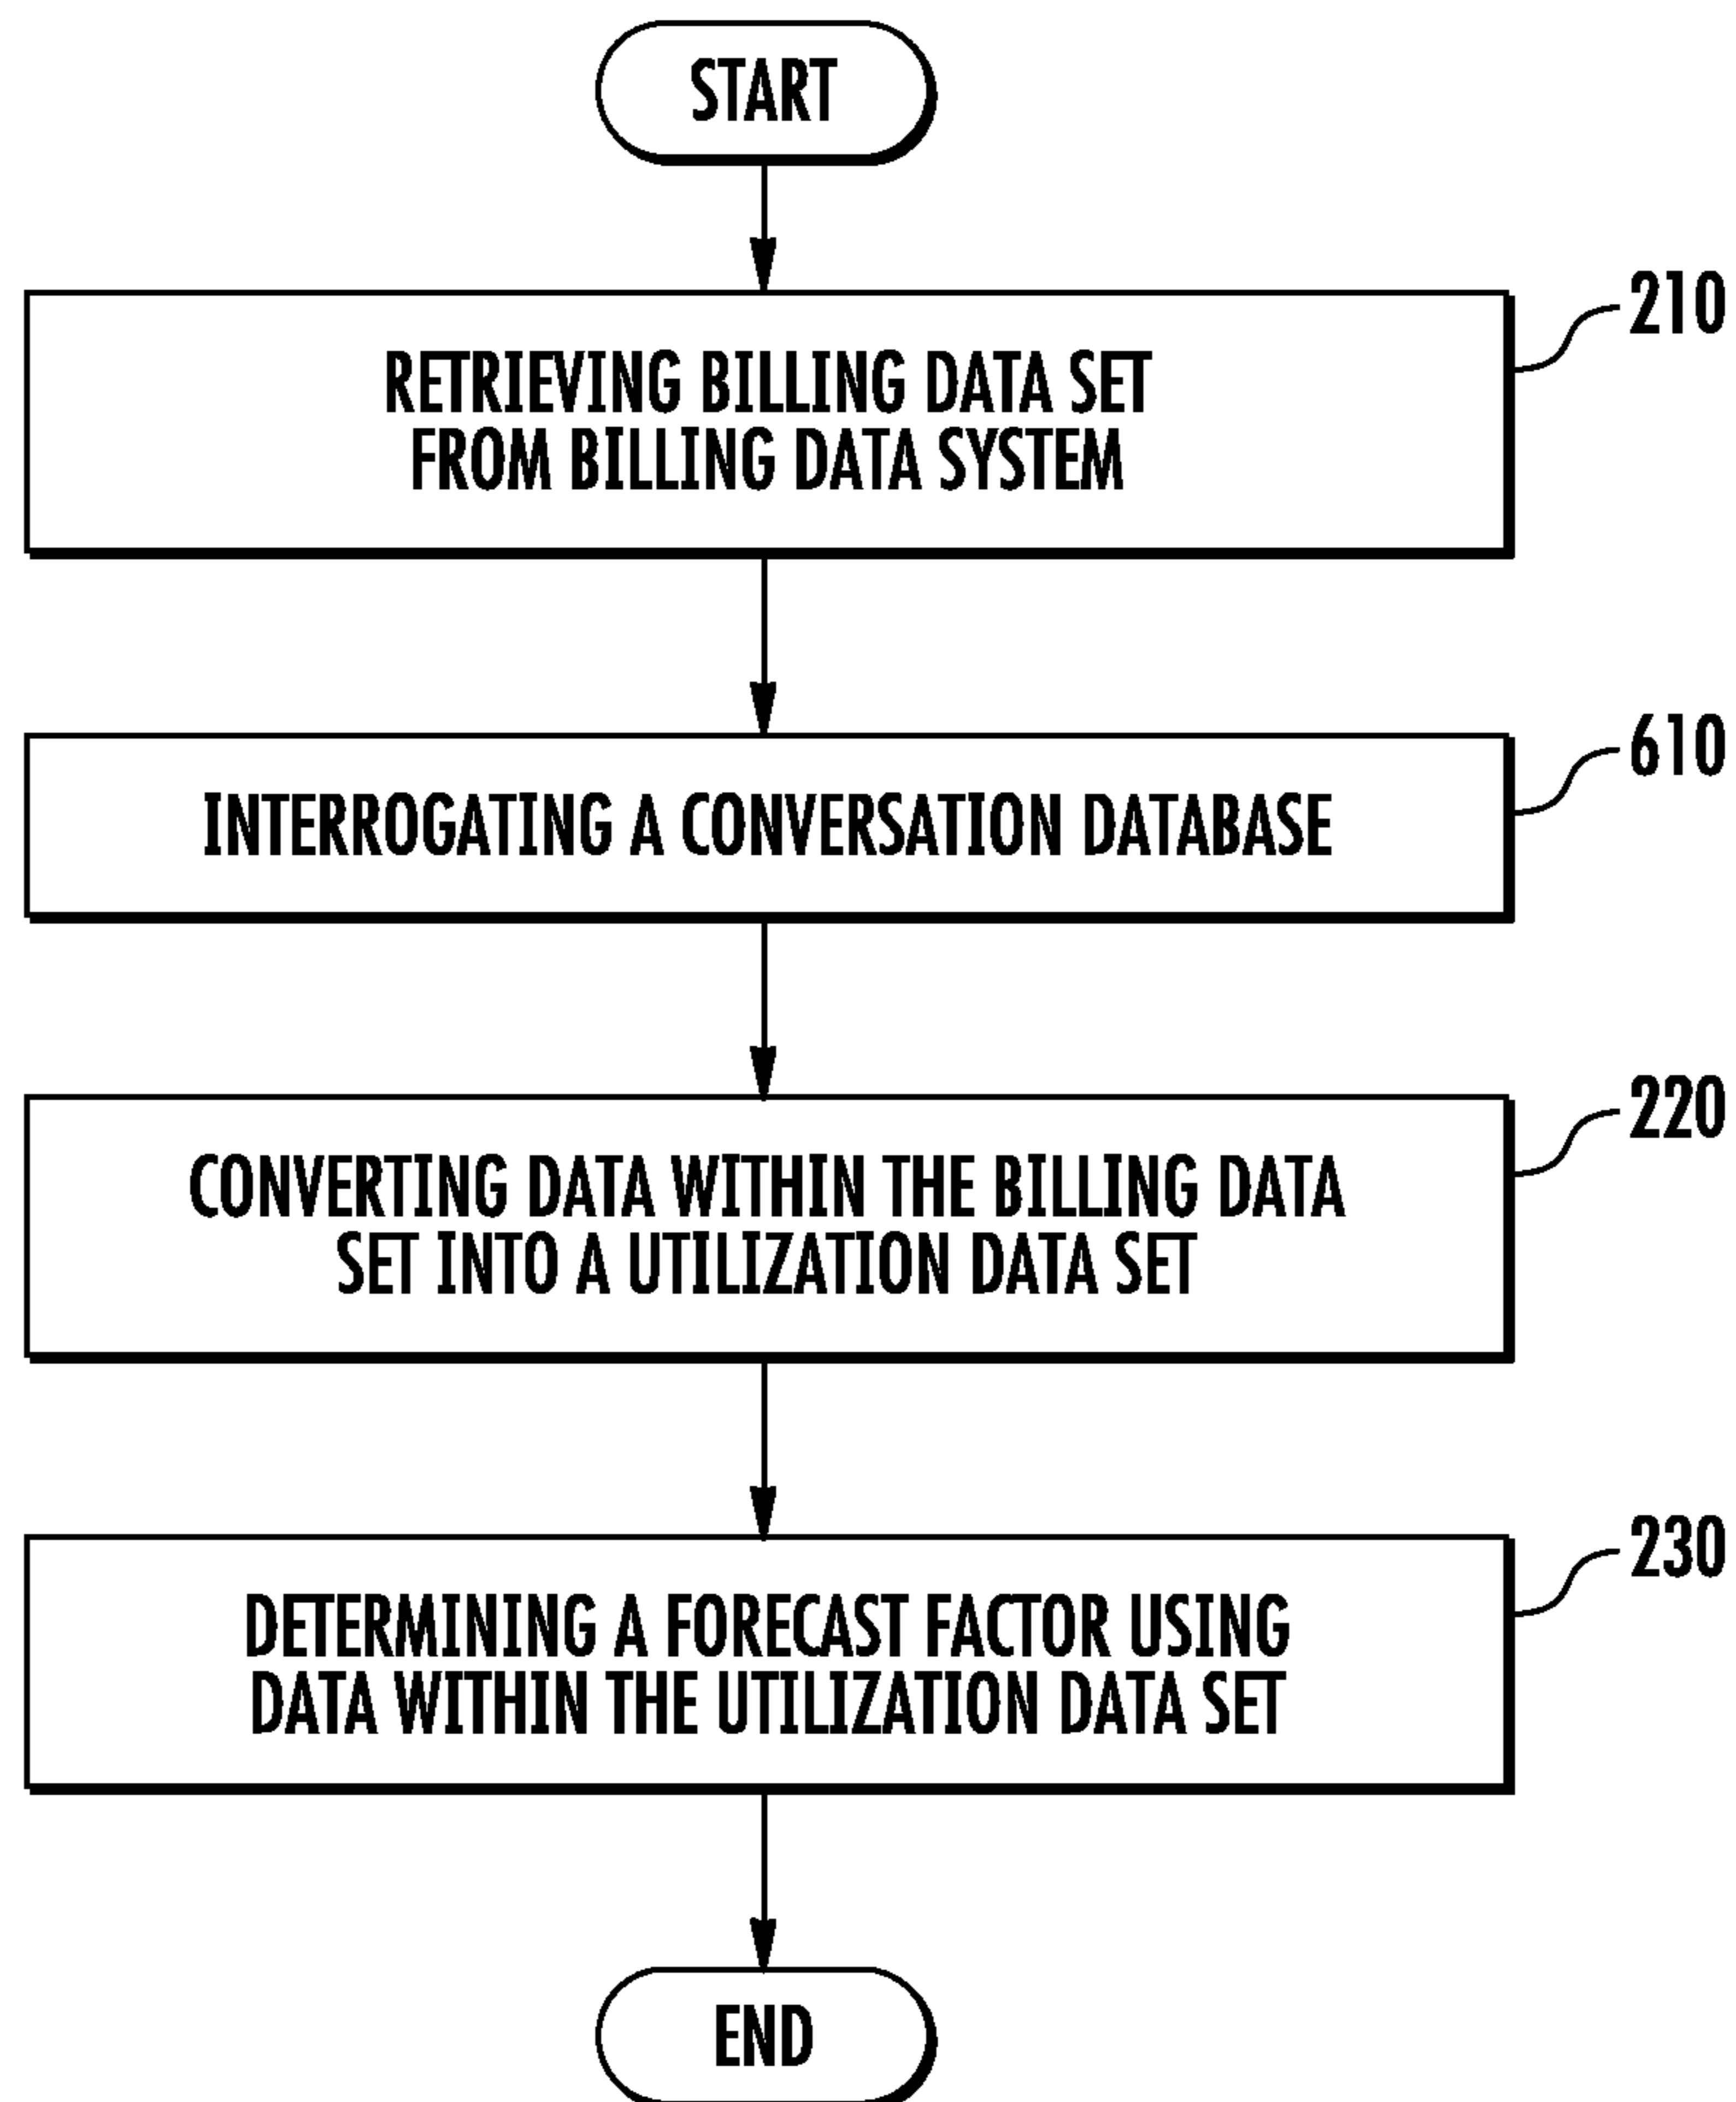 START
210
RETRIEVING BILLING DATA SET
FROM BILLING DATA SYSTEM
610
INTERROGATING A CONVERSATION DATABASE
220
CONVERTING DATA WITHIN THE BILLING DATA
SET INTO A UTILIZATION DATA SET
230
DETERMINING A FORECAST FACTOR USING
DATA WITHIN THE UTILIZATION DATA SET
END